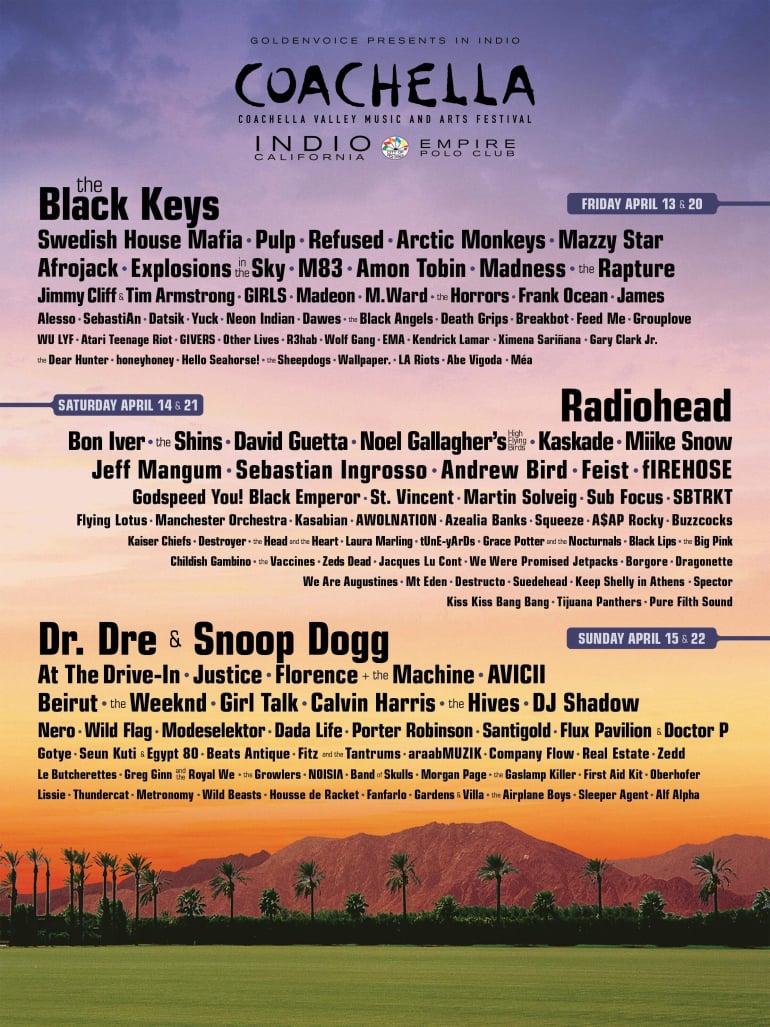 GOLDENVOICE PRESENTS IN INDIO
COACHELLA
COACHELLA VALLEY MUSIC AND ARTS FESTIVAL
INDIO CALIFORNIA EMPIRE POLO CLUB
the Black Keys
FRIDAY APRIL 13 & 20
Swedish House Mafia • Pulp • Refused • Arctic Monkeys • Mazzy Star
Afrojack • Explosions in the Sky • M83 • Amon Tobin • Madness • the Rapture
Jimmy Cliff & Tim Armstrong • GIRLS • Madeon • M.Ward • the Horrors • Frank Ocean • James
Alesso • SebastiAn • Datsik • Yuck • Neon Indian • Dawes • the Black Angels • Death Grips • Breakbot • Feed Me • Grouplove
WU LYF • Atari Teenage Riot • GIVERS • Other Lives • R3hab • Wolf Gang • EMA • Kendrick Lamar • Ximena Sariñana • Gary Clark Jr.
the Dear Hunter • honeyhoney • Hello Seahorse! • the Sheepdogs • Wallpaper. • LA Riots • Abe Vigoda • Méa
SATURDAY APRIL 14 & 21
Radiohead
Bon Iver • the Shins • David Guetta • Noel Gallagher's High Flying Birds • Kaskade • Miike Snow
Jeff Mangum • Sebastian Ingrosso • Andrew Bird • Feist • fIREHOSE
Godspeed You! Black Emperor • St. Vincent • Martin Solveig • Sub Focus • SBTRKT
Flying Lotus • Manchester Orchestra • Kasabian • AWOLNATION • Azealia Banks • Squeeze • A$AP Rocky • Buzzcocks
Kaiser Chiefs • Destroyer • the Head and the Heart • Laura Marling • tUnE-yArDs • Grace Potter and the Nocturnals • Black Lips • the Big Pink
Childish Gambino • the Vaccines • Zeds Dead • Jacques Lu Cont • We Were Promised Jetpacks • Borgore • Dragonette
We Are Augustines • Mt Eden • Destructo • Suedehead • Keep Shelly in Athens • Spector
Kiss Kiss Bang Bang • Tijuana Panthers • Pure Filth Sound
Dr. Dre & Snoop Dogg
SUNDAY APRIL 15 & 22
At The Drive-In • Justice • Florence + the Machine • AVICII
Beirut • the Weeknd • Girl Talk • Calvin Harris • the Hives • DJ Shadow
Nero • Wild Flag • Modeselektor • Dada Life • Porter Robinson • Santigold • Flux Pavilion & Doctor P
Gotye • Seun Kuti & Egypt 80 • Beats Antique • Fitz and the Tantrums • araabMUZIK • Company Flow • Real Estate • Zedd
Le Butcherettes • Greg Ginn and the Royal We • the Growlers • NOISIA • Band of Skulls • Morgan Page • the Gaslamp Killer • First Aid Kit • Oberhofer
Lissie • Thundercat • Metronomy • Wild Beasts • Housse de Racket • Fanfarlo • Gardens & Villa • the Airplane Boys • Sleeper Agent • Alf Alpha